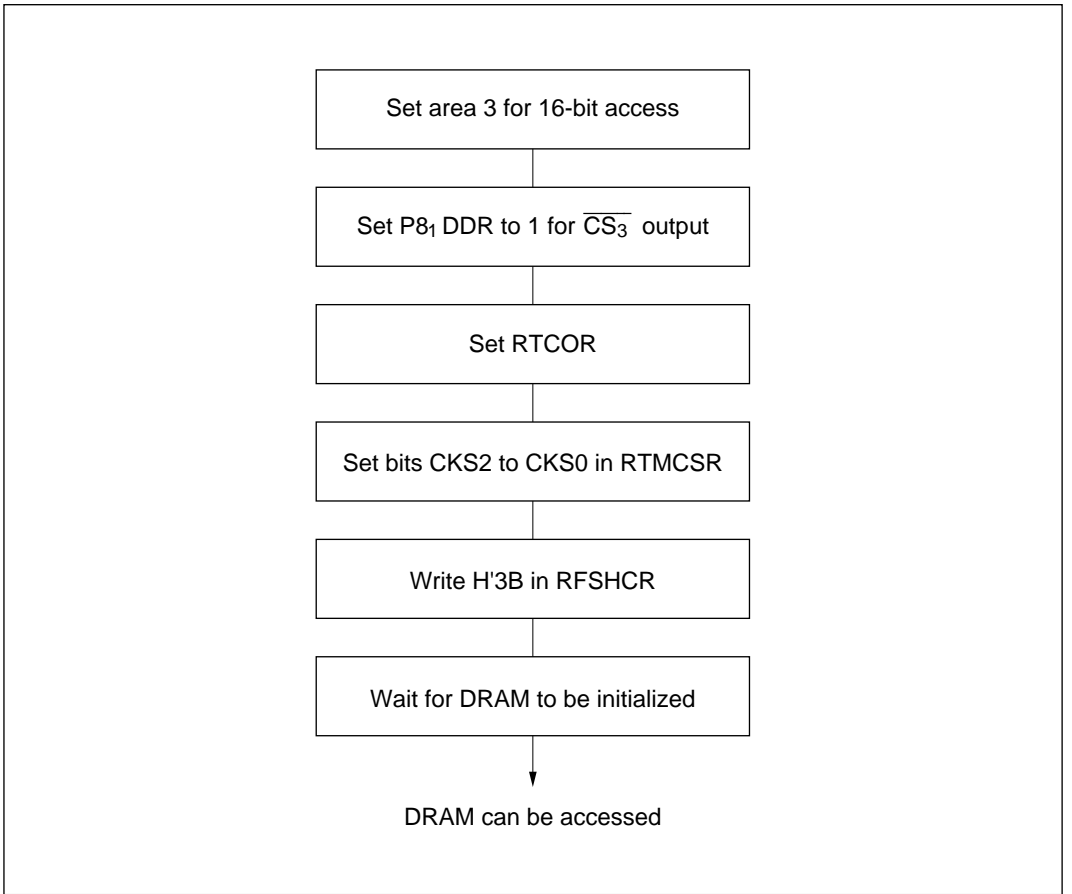 Set area 3 for 16-bit access
Set P8₁ DDR to 1 for C̅S̅₃̅ output
Set RTCOR
Set bits CKS2 to CKS0 in RTMCSR
Write H'3B in RFSHCR
Wait for DRAM to be initialized
DRAM can be accessed